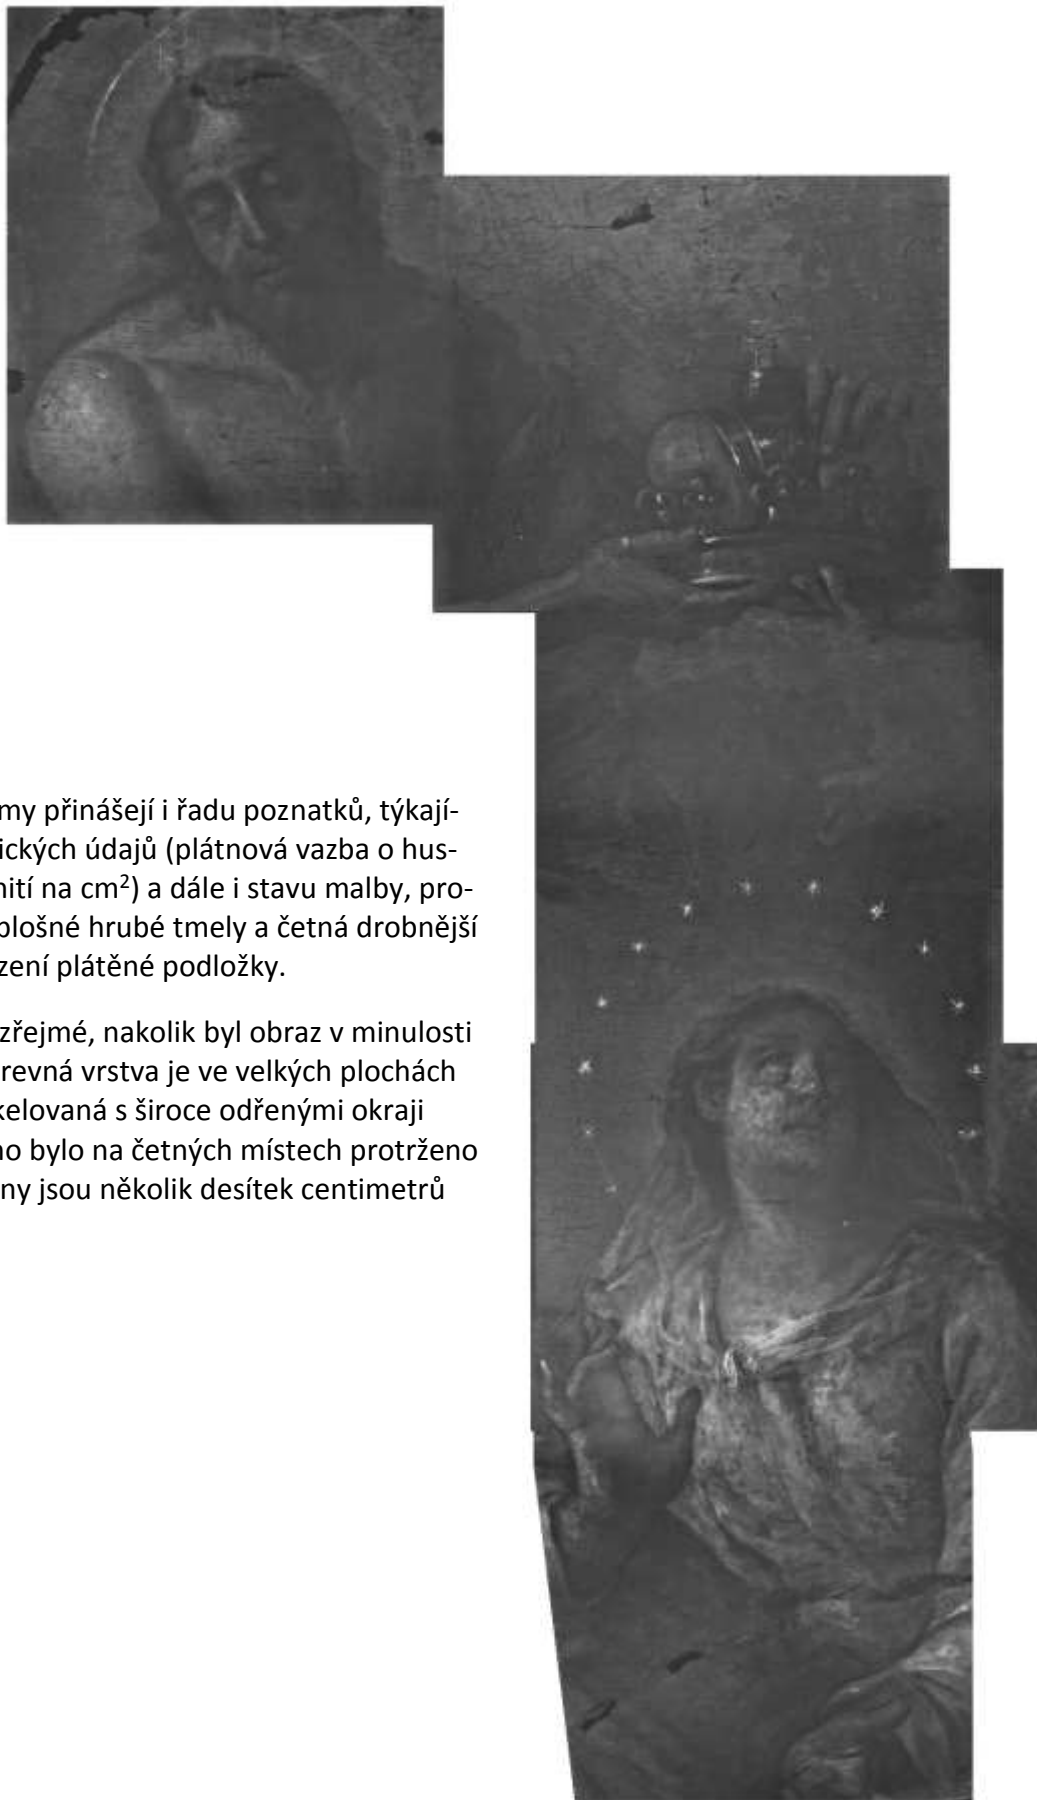 my přinášejí i řadu poznatků, týkají-
ických údajů (plátnová vazba o hus-
nití na cm²) a dále i stavu malby, pro-
plošné hrubé tmely a četná drobnější
zení plátěné podložky.
zřejmé, nakolik byl obraz v minulosti
revná vrstva je ve velkých plochách
kelovaná s široce odřenými okraji
no bylo na četných místech protrženo
ny jsou několik desítek centimetrů